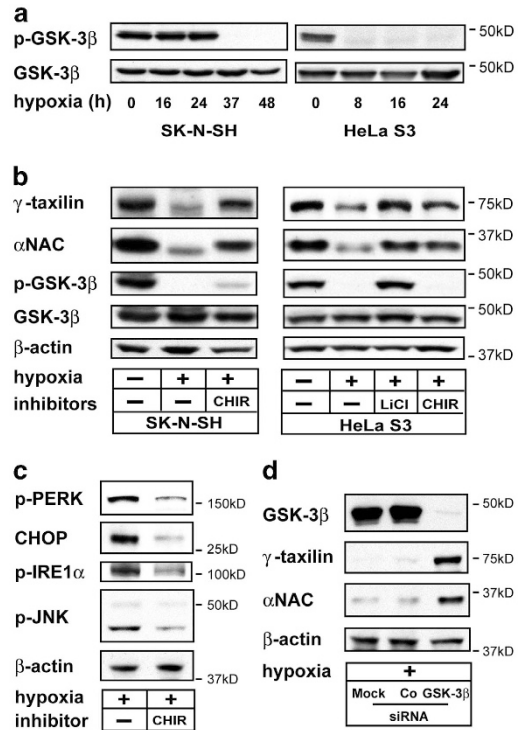 a
p-GSK-3β
GSK-3β
50kD
50kD
hypoxia (h) 0 16 24 37 48 0 8 16 24
SK-N-SH HeLa S3
b
γ-taxilin 75kD
αNAC 37kD
p-GSK-3β 50kD
GSK-3β 50kD
β-actin 37kD
hypoxia − + + − + + +
inhibitors − − CHIR − − LiCl CHIR
SK-N-SH HeLa S3
c
p-PERK 150kD
CHOP 25kD
p-IRE1α 100kD
p-JNK 50kD
β-actin 37kD
hypoxia + +
inhibitor − CHIR
d
GSK-3β 50kD
γ-taxilin 75kD
αNAC 37kD
β-actin 37kD
hypoxia +
Mock Co GSK-3β
siRNA